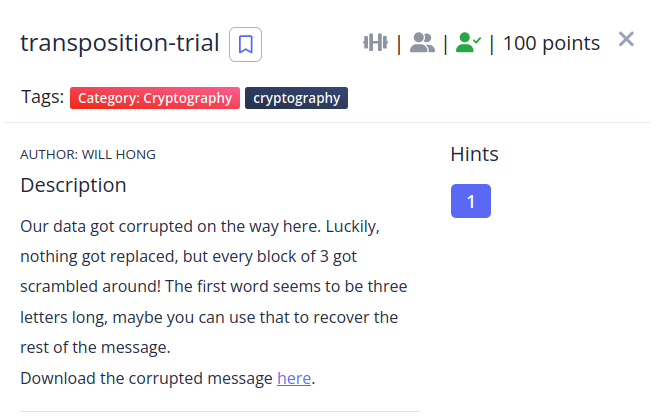 transposition-trial | | | 100 points
Tags: Category: Cryptography cryptography
AUTHOR: WILL HONG
Description
Our data got corrupted on the way here. Luckily,
nothing got replaced, but every block of 3 got
scrambled around! The first word seems to be three
letters long, maybe you can use that to recover the
rest of the message.
Download the corrupted message here.
Hints
1